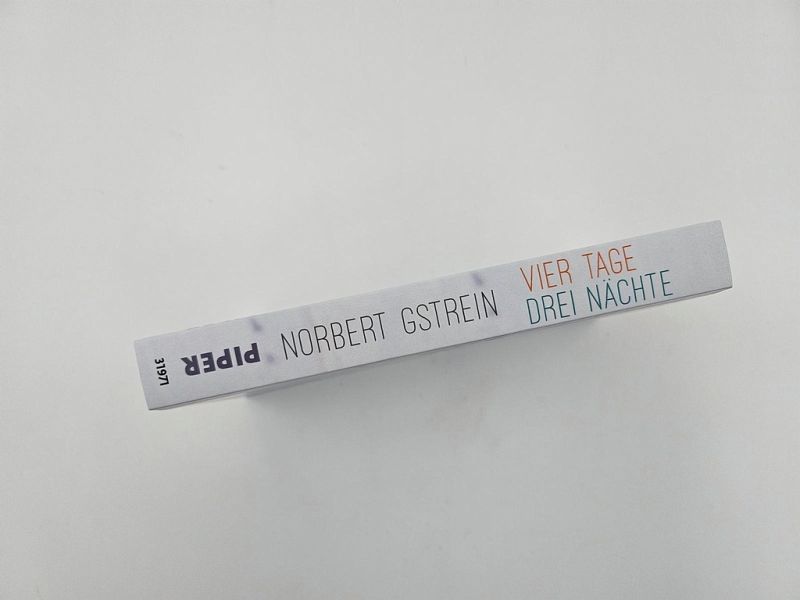 31971
PIPER
NORBERT GSTREIN
VIER TAGE
DREI NÄCHTE